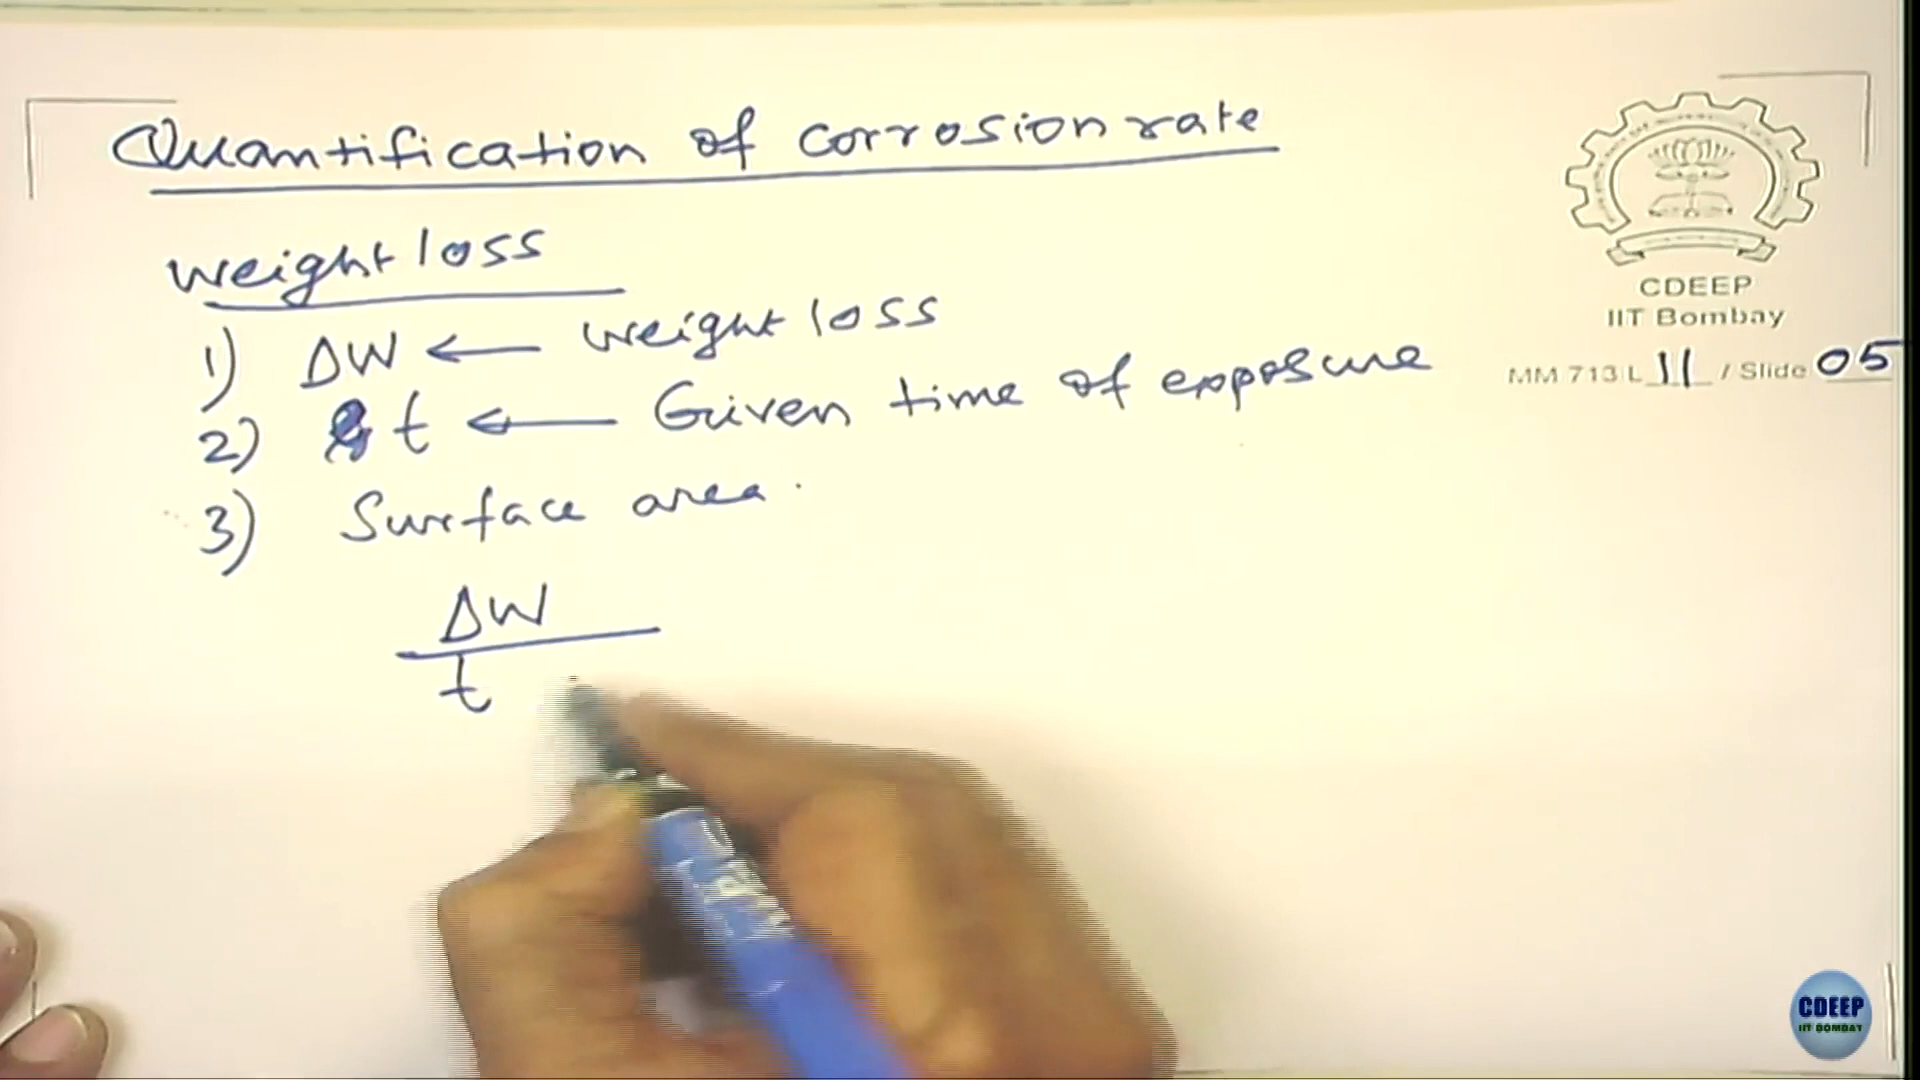 Quantification of corrosion rate
weight loss
1) ΔW ← weight loss
2) t ← Given time of exposure
3) Surface area.
ΔW
t
CDEEP
IIT Bombay
MM 713 L 11 / Slide 05
CDEEP
IIT BOMBAY